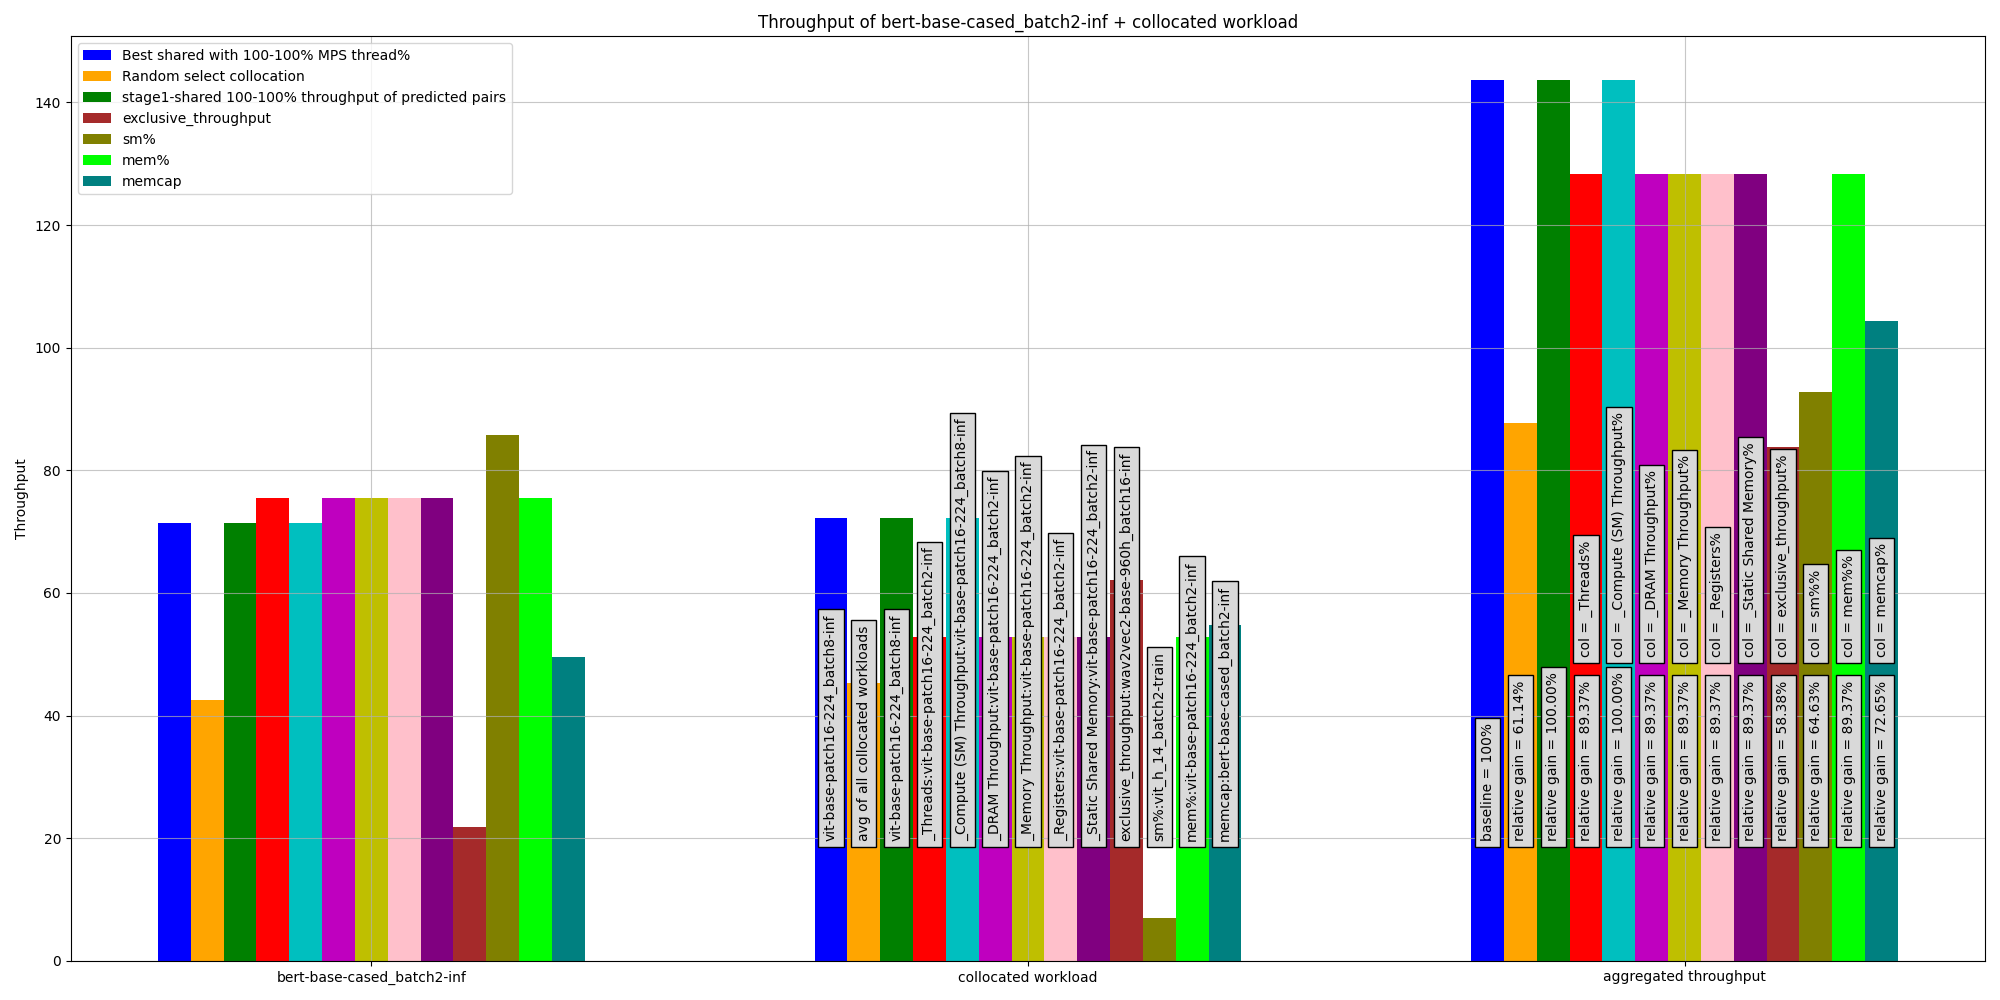 Throughput of bert-base-cased_batch2-inf + collocated workload
Best shared with 100-100% MPS thread%
Random select collocation
stage1-shared 100-100% throughput of predicted pairs
exclusive_throughput
sm%
mem%
memcap
Throughput
140
120
100
80
60
40
20
0
vit-base-patch16-224_batch8-inf
avg of all collocated workloads
vit-base-patch16-224_batch8-inf
_Threads:vit-base-patch16-224_batch2-inf
_Compute (SM) Throughput:vit-base-patch16-224_batch8-inf
_DRAM Throughput:vit-base-patch16-224_batch2-inf
_Memory Throughput:vit-base-patch16-224_batch2-inf
_Registers:vit-base-patch16-224_batch2-inf
_Static Shared Memory:vit-base-patch16-224_batch2-inf
exclusive_throughput:wav2vec2-base-960h_batch16-inf
sm%:vit_h_14_batch2-train
mem%:vit-base-patch16-224_batch2-inf
memcap:bert-base-cased_batch2-inf
col = _Threads%
col = _Compute (SM) Throughput%
col = _DRAM Throughput%
col = _Memory Throughput%
col = _Registers%
col = _Static Shared Memory%
col = exclusive_throughput%
col = sm%%
col = mem%%
col = memcap%
baseline = 100%
relative gain = 61.14%
relative gain = 100.00%
relative gain = 89.37%
relative gain = 100.00%
relative gain = 89.37%
relative gain = 89.37%
relative gain = 89.37%
relative gain = 89.37%
relative gain = 58.38%
relative gain = 64.63%
relative gain = 89.37%
relative gain = 72.65%
bert-base-cased_batch2-inf
collocated workload
aggregated throughput